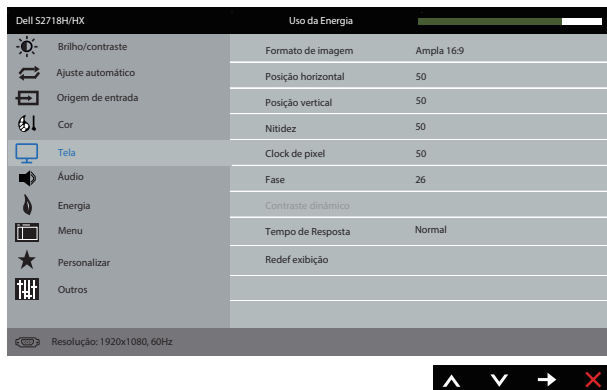 Dell S2718H/HX Uso da Energia
Brilho/contraste
Ajuste automático
Origem de entrada
Cor
Tela
Áudio
Energia
Menu
Personalizar
Outros
Formato de imagem Ampla 16:9
Posição horizontal 50
Posição vertical 50
Nitidez 50
Clock de pixel 50
Fase 26
Contraste dinâmico
Tempo de Resposta Normal
Redef exibição
Resolução: 1920x1080, 60Hz